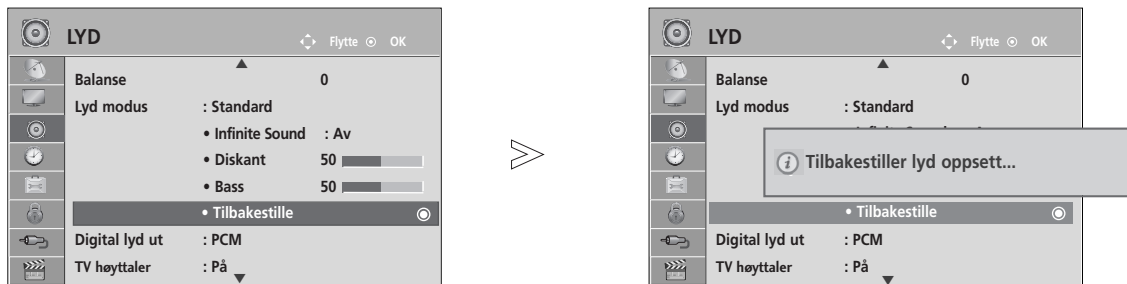 LYD
Flytte OK
Balanse 0
Lyd modus : Standard
• Infinite Sound : Av
• Diskant 50
• Bass 50
• Tilbakestille
Digital lyd ut : PCM
TV høyttaler : På
LYD
Flytte OK
Balanse 0
Lyd modus : Standard
Tilbakestiller lyd oppsett...
• Tilbakestille
Digital lyd ut : PCM
TV høyttaler : På